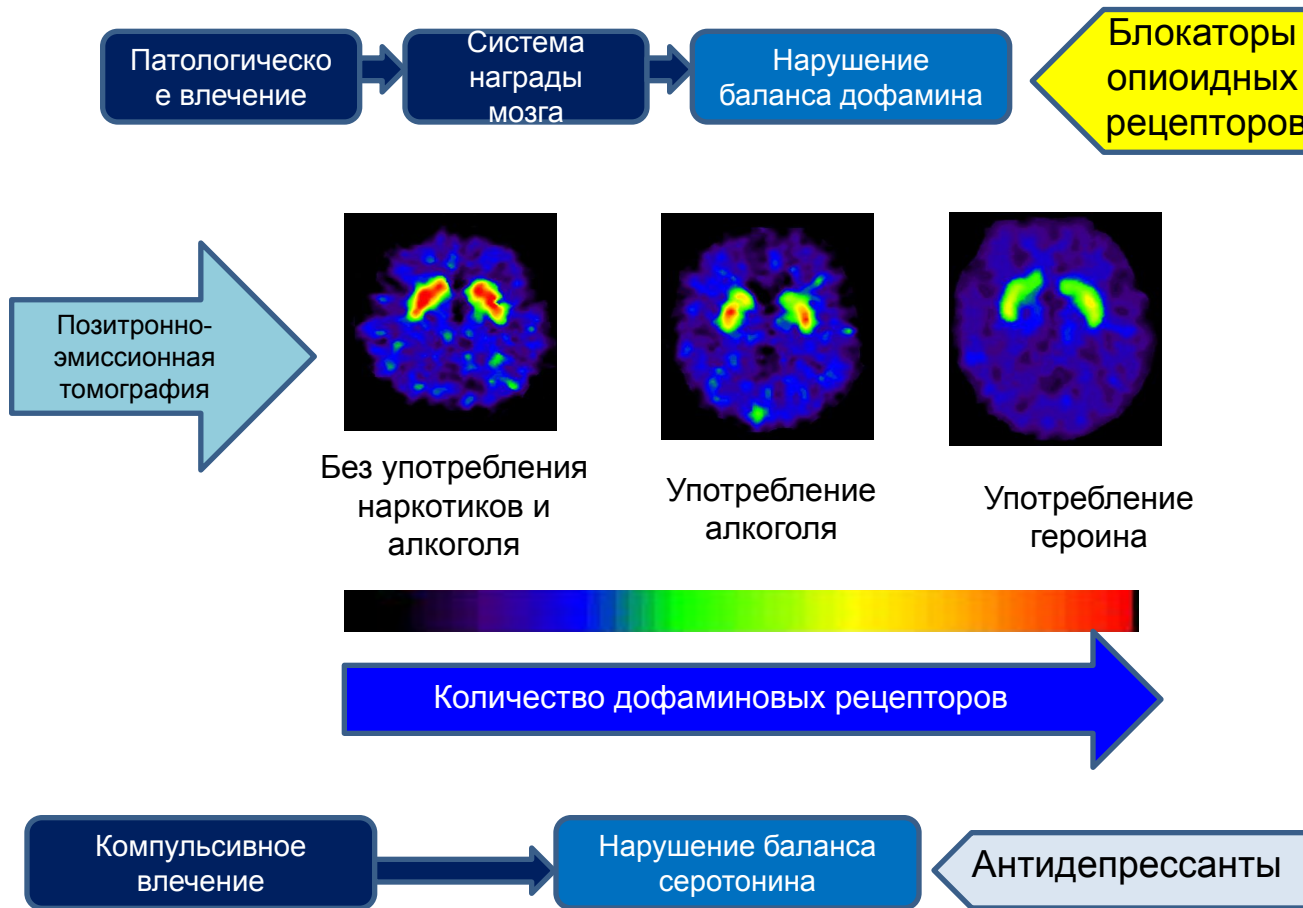 Патологическо
е влечение
Система
награды
мозга
Нарушение
баланса дофамина
Блокаторы
опиоидных
рецепторов
Позитронно-
эмиссионная
томография
Без употребления
наркотиков и
алкоголя
Употребление
алкоголя
Употребление
героина
Количество дофаминовых рецепторов
Компульсивное
влечение
Нарушение баланса
серотонина
Антидепрессанты